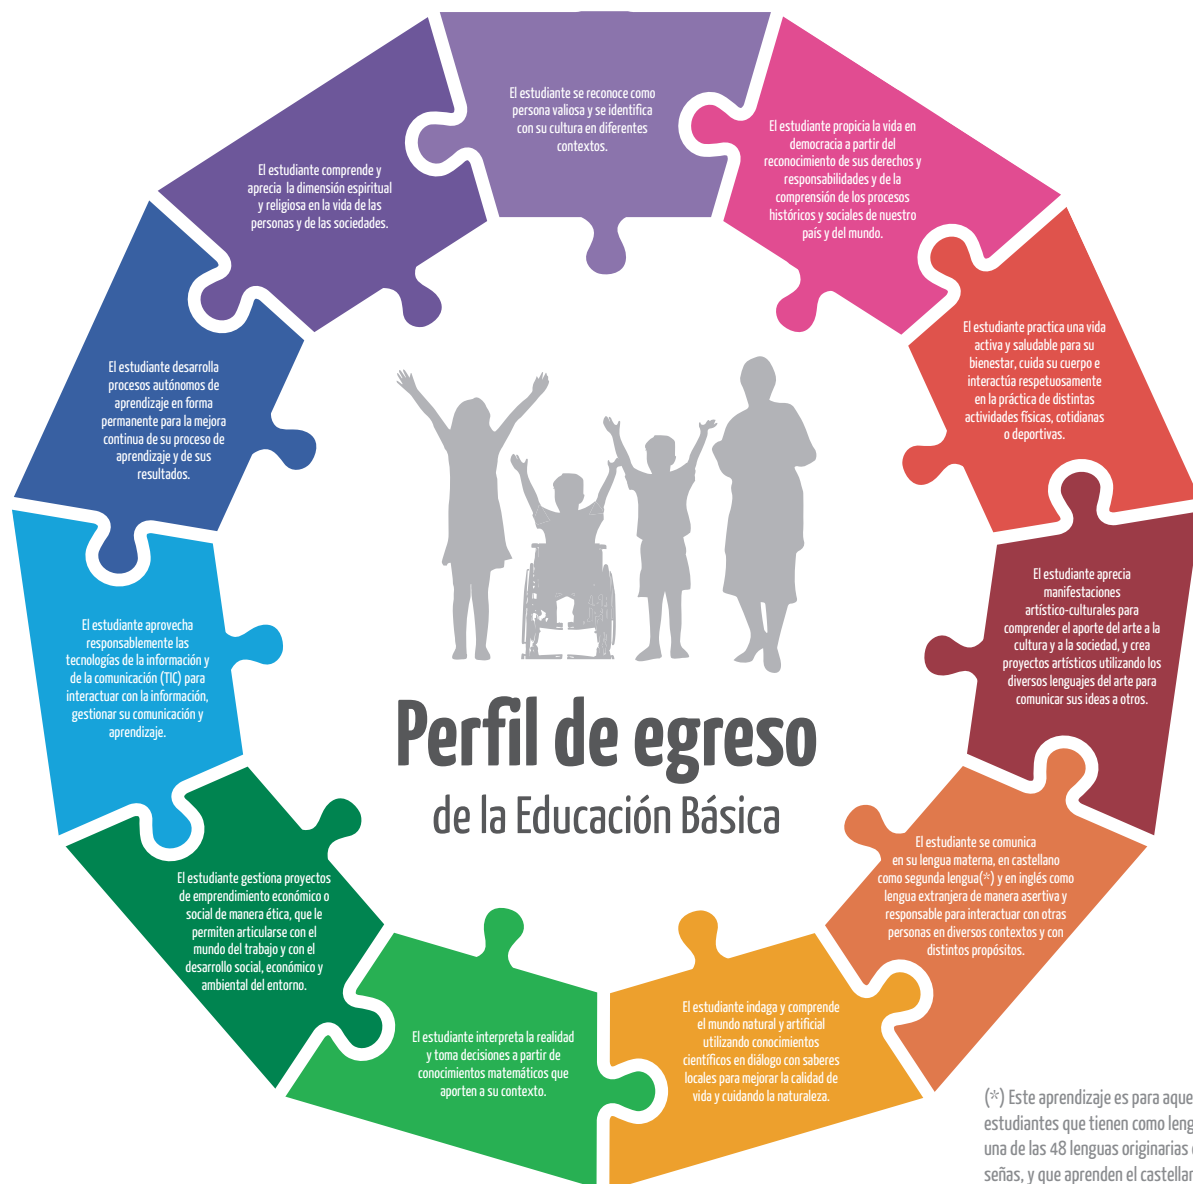 El estudiante se reconoce como
persona valiosa y se identifica
con su cultura en diferentes
contextos.
El estudiante propicia la vida en
democracia a partir del
reconocimiento de sus derechos y
responsabilidades y de la
comprensión de los procesos
históricos y sociales de nuestro
país y del mundo.
El estudiante practica una vida
activa y saludable para su
bienestar, cuida su cuerpo e
interactúa respetuosamente
en la práctica de distintas
actividades físicas, cotidianas
o deportivas.
El estudiante aprecia
manifestaciones
artístico-culturales para
comprender el aporte del arte a la
cultura y a la sociedad, y crea
proyectos artísticos utilizando los
diversos lenguajes del arte para
comunicar sus ideas a otros.
El estudiante se comunica
en su lengua materna, en castellano
como segunda lengua(*) y en inglés como
lengua extranjera de manera asertiva y
responsable para interactuar con otras
personas en diversos contextos y con
distintos propósitos.
El estudiante indaga y comprende
el mundo natural y artificial
utilizando conocimientos
científicos en diálogo con saberes
locales para mejorar la calidad de
vida y cuidando la naturaleza.
El estudiante interpreta la realidad
y toma decisiones a partir de
conocimientos matemáticos que
aporten a su contexto.
El estudiante gestiona proyectos
de emprendimiento económico o
social de manera ética, que le
permiten articularse con el
mundo del trabajo y con el
desarrollo social, económico y
ambiental del entorno.
El estudiante aprovecha
responsablemente las
tecnologías de la información y
de la comunicación (TIC) para
interactuar con la información,
gestionar su comunicación y
aprendizaje.
El estudiante desarrolla
procesos autónomos de
aprendizaje en forma
permanente para la mejora
continua de su proceso de
aprendizaje y de sus
resultados.
El estudiante comprende y
aprecia la dimensión espiritual
y religiosa en la vida de las
personas y de las sociedades.
Perfil de egreso
de la Educación Básica
(*) Este aprendizaje es para
estudiantes que tienen como
una de las 48 lenguas originarias
señas, y que aprenden el